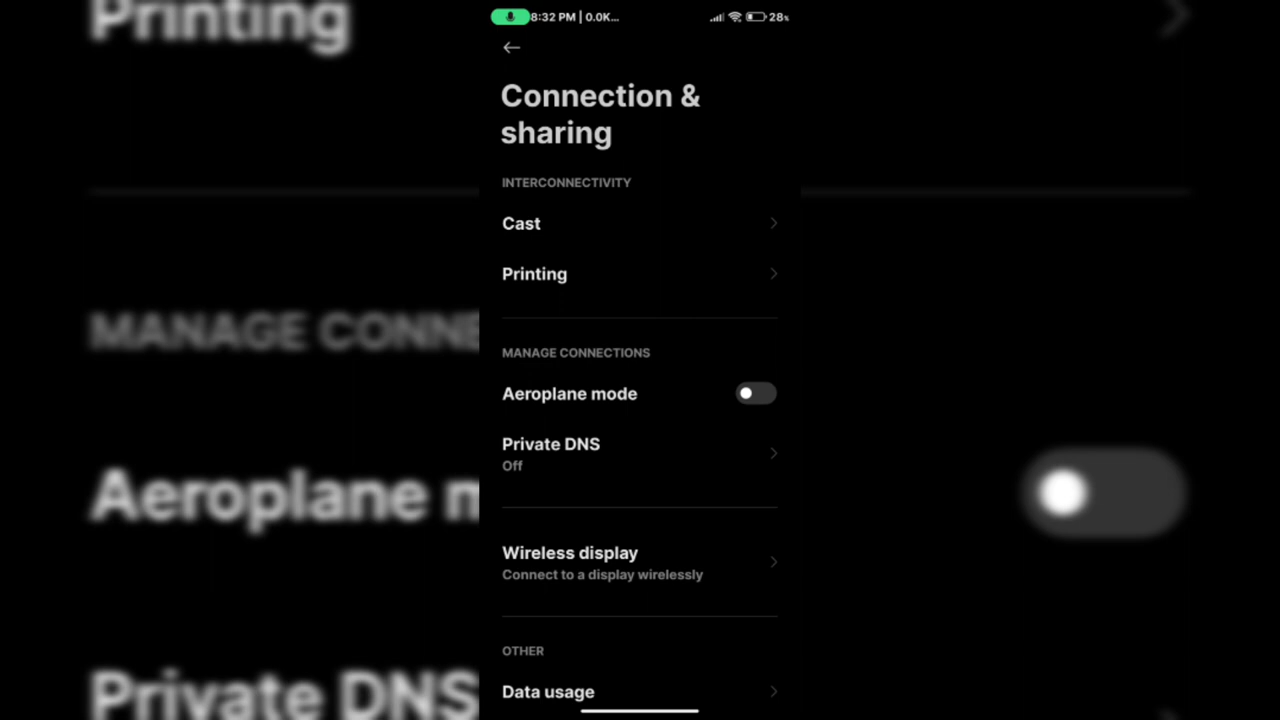 8:32 PM | 0.0K...
28%
Connection &
sharing
INTERCONNECTIVITY
Cast
Printing
MANAGE CONNECTIONS
Aeroplane mode
Private DNS
Off
Wireless display
Connect to a display wirelessly
OTHER
Data usage
Printing
MANAGE CONNE
Aeroplane m
Private DNS